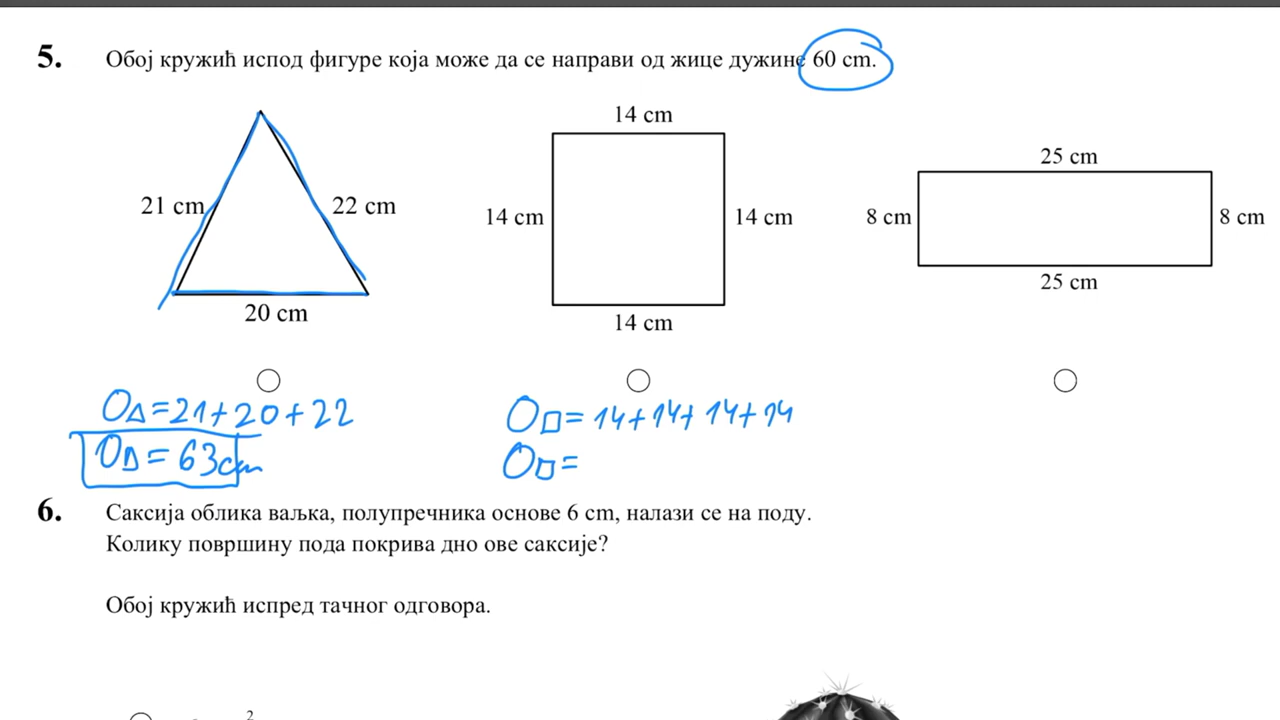 5. Обој кружић испод фигуре која може да се направи од жице дужине 60 cm.
14 cm
25 cm
21 cm
22 cm
14 cm
14 cm
8 cm
8 cm
20 cm
14 cm
25 cm
O△=21+20+22
O□=14+14+14+14
O△=63cm
O□=
6. Саксија облика ваљка, полупречника основе 6 cm, налази се на поду.
Колику површину пода покрива дно ове саксије?
Обој кружић испред тачног одговора.
2